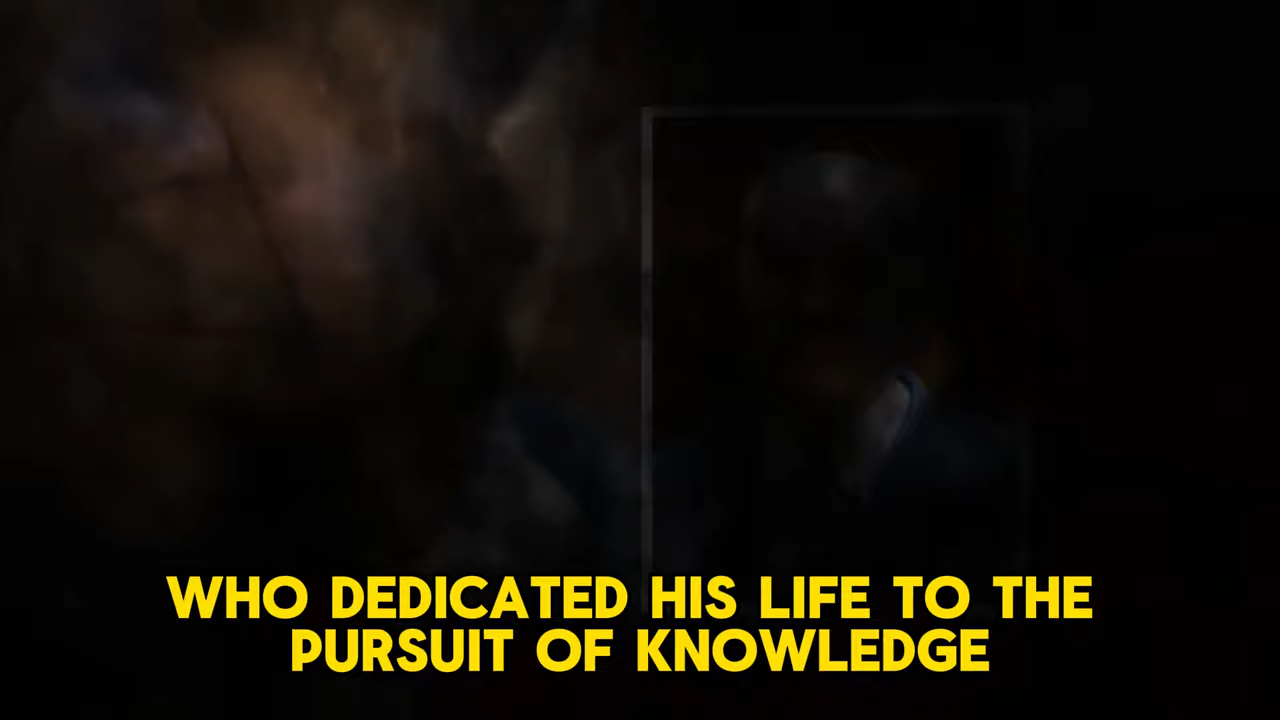 WHO DEDICATED HIS LIFE TO THE
PURSUIT OF KNOWLEDGE